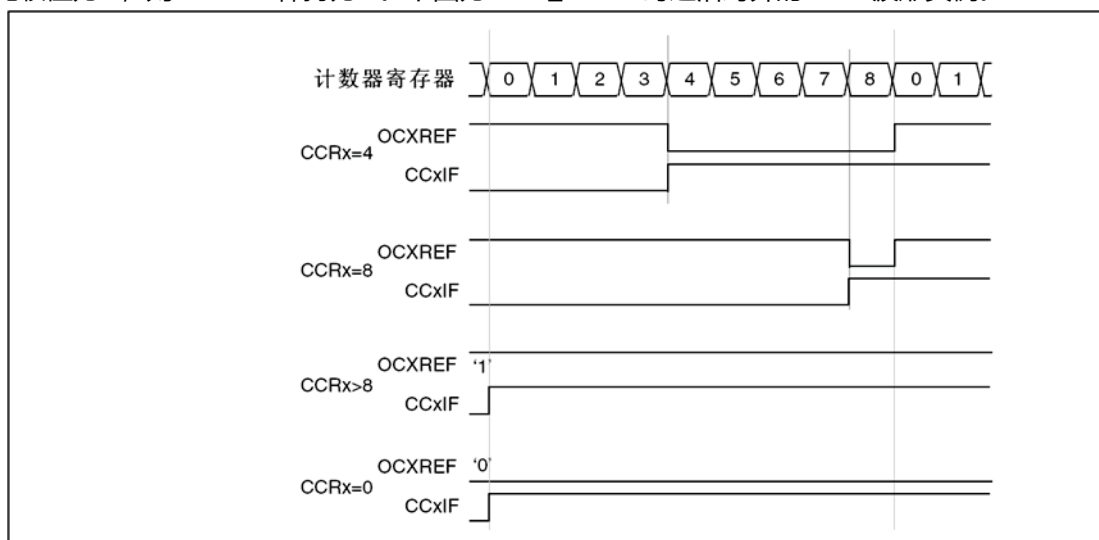 计数器寄存器 0 1 2 3 4 5 6 7 8 0 1
OCXREF
CCRx=4
CCxIF
OCXREF
CCRx=8
CCxIF
OCXREF '1'
CCRx>8
CCxIF
OCXREF '0'
CCRx=0
CCxIF